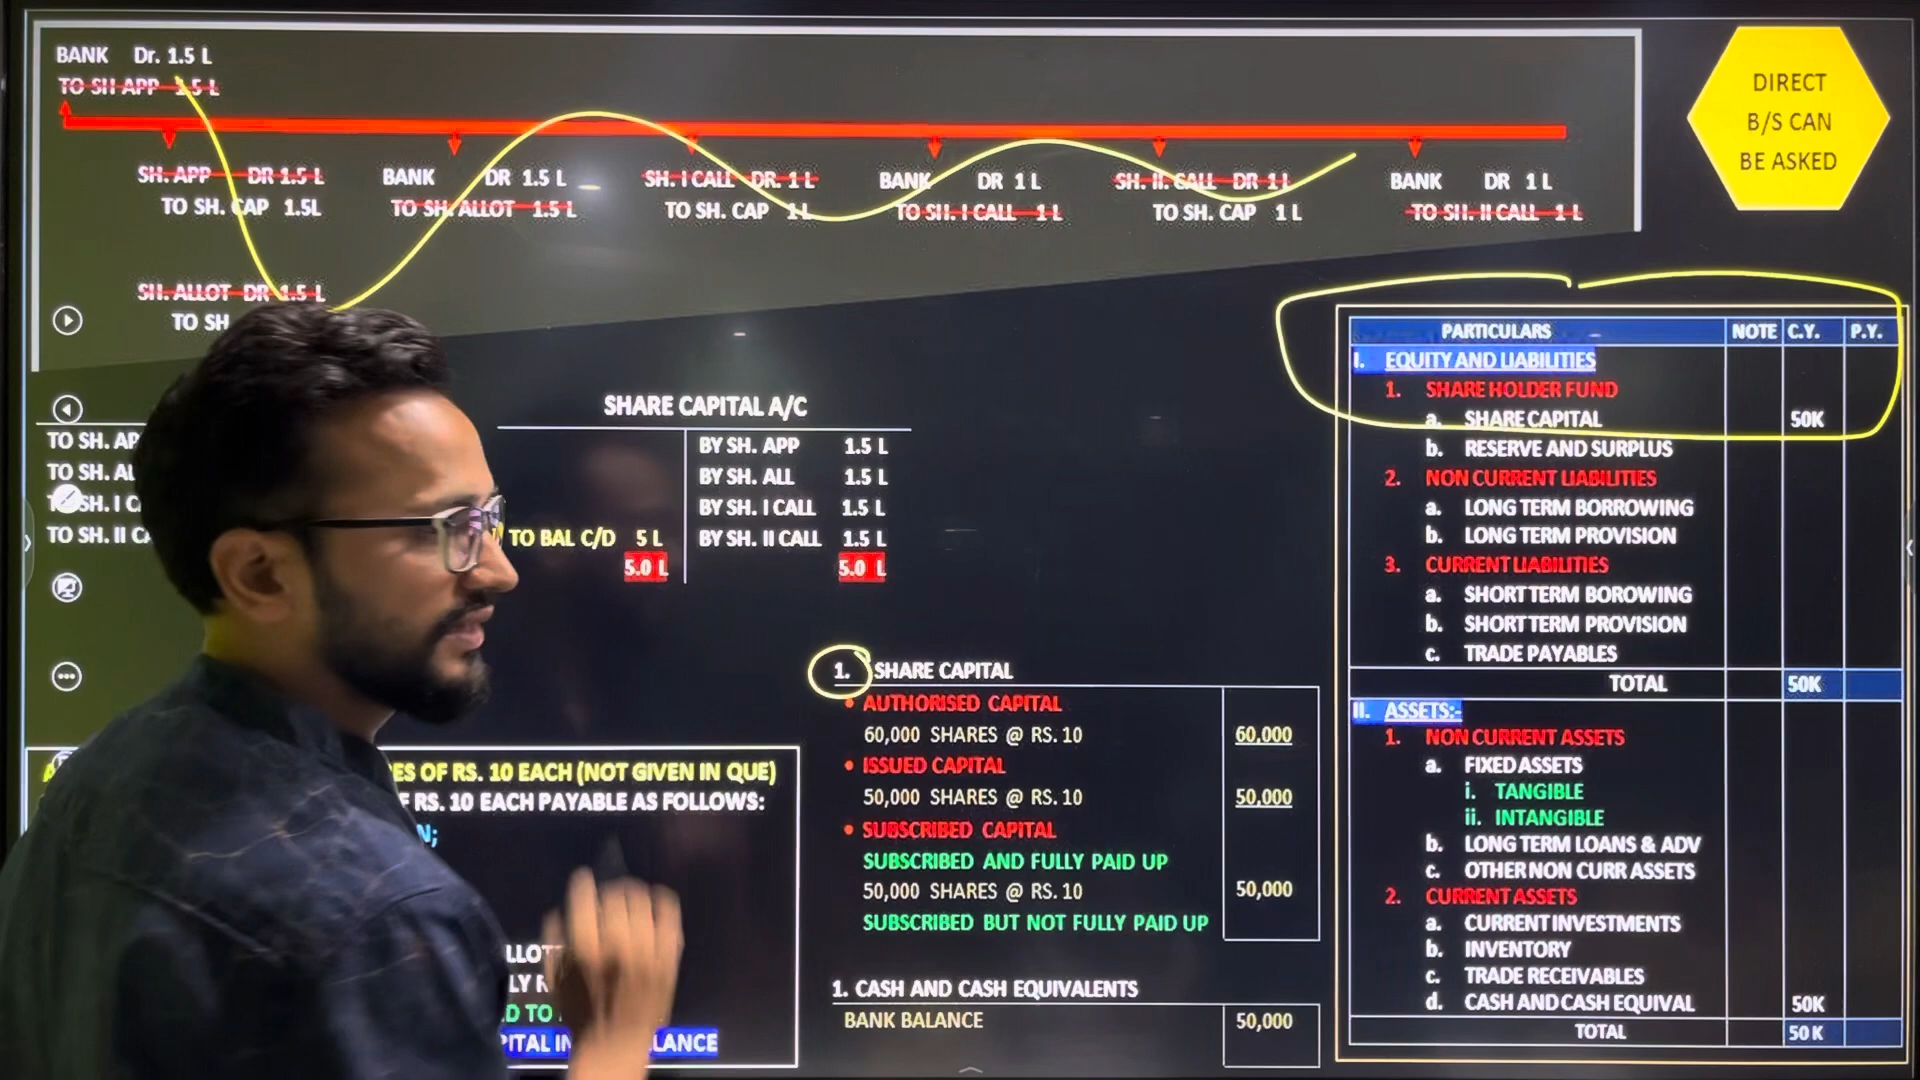 BANK Dr. 1.5 L
TO SH APP 1.5 L
SH. APP DR 1.5 L
TO SH. CAP 1.5L
BANK DR 1.5 L
TO SH. ALLOT 1.5 L
SH. I CALL DR. 1 L
TO SH. CAP 1 L
BANK DR 1 L
TO SH. I CALL 1 L
SH. II. CALL DR 1 L
TO SH. CAP 1 L
BANK DR 1 L
TO SH. II CALL 1 L
SH. ALLOT DR 1.5 L
TO SH
DIRECT
B/S CAN
BE ASKED
SHARE CAPITAL A/C
TO SH. AP
TO SH. AL
SH. I C
TO SH. II CA
BY SH. APP 1.5 L
BY SH. ALL 1.5 L
BY SH. I CALL 1.5 L
TO BAL C/D 5 L BY SH. II CALL 1.5 L
5.0 L 5.0 L
ES OF RS. 10 EACH (NOT GIVEN IN QUE)
F RS. 10 EACH PAYABLE AS FOLLOWS:
N;
LLOT
LY R
D TO
PITAL IN LANCE
1. SHARE CAPITAL
• AUTHORISED CAPITAL
60,000 SHARES @ RS. 10 60,000
• ISSUED CAPITAL
50,000 SHARES @ RS. 10 50,000
• SUBSCRIBED CAPITAL
SUBSCRIBED AND FULLY PAID UP
50,000 SHARES @ RS. 10 50,000
SUBSCRIBED BUT NOT FULLY PAID UP
1. CASH AND CASH EQUIVALENTS
BANK BALANCE 50,000
PARTICULARS NOTE C.Y. P.Y.
I. EQUITY AND LIABILITIES
1. SHARE HOLDER FUND
a. SHARE CAPITAL 50K
b. RESERVE AND SURPLUS
2. NON CURRENT LIABILITIES
a. LONG TERM BORROWING
b. LONG TERM PROVISION
3. CURRENT LIABILITIES
a. SHORT TERM BOROWING
b. SHORT TERM PROVISION
c. TRADE PAYABLES
TOTAL 50K
II. ASSETS:-
1. NON CURRENT ASSETS
a. FIXED ASSETS
i. TANGIBLE
ii. INTANGIBLE
b. LONG TERM LOANS & ADV
c. OTHER NON CURR ASSETS
2. CURRENT ASSETS
a. CURRENT INVESTMENTS
b. INVENTORY
c. TRADE RECEIVABLES
d. CASH AND CASH EQUIVAL 50K
TOTAL 50 K